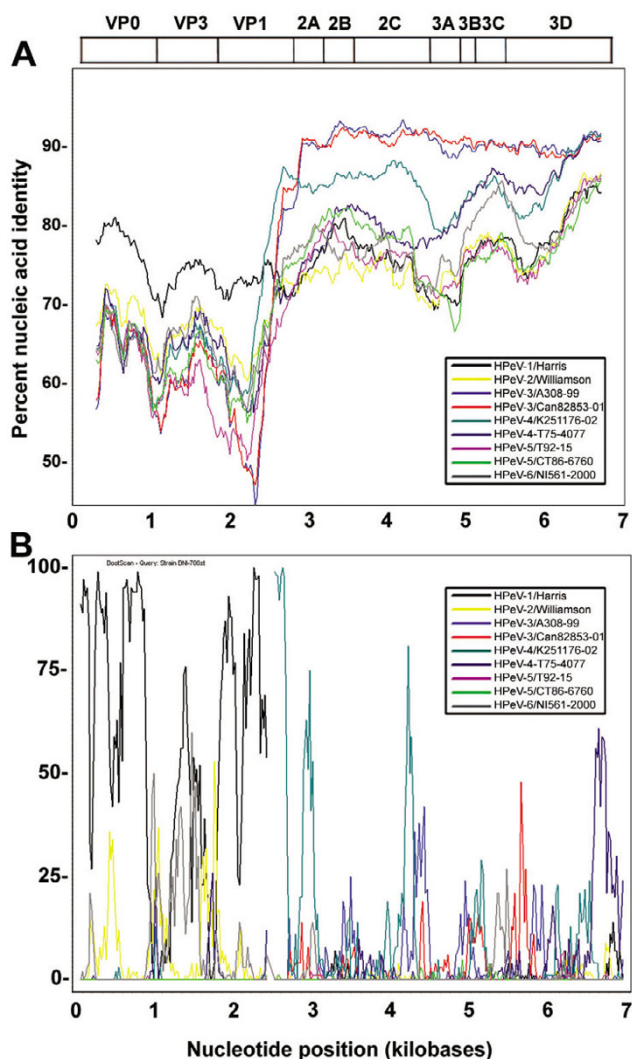 VP0 VP3 VP1 2A 2B 2C 3A 3B 3C 3D
A
Percent nucleic acid identity
90-
80-
70-
60-
50-
HPeV-1/Harris
HPeV-2/Williamson
HPeV-3/A308-99
HPeV-3/Can82853-01
HPeV-4/K251176-02
HPeV-4-T75-4077
HPeV-5/T92-15
HPeV-5/CT86-6760
HPeV-6/NI561-2000
0 1 2 3 4 5 6 7
B
BootScan - Query: Strain DNI-700st
100-
75-
50-
25-
0-
HPeV-1/Harris
HPeV-2/Williamson
HPeV-3/A308-99
HPeV-3/Can82853-01
HPeV-4/K251176-02
HPeV-4-T75-4077
HPeV-5/T92-15
HPeV-5/CT86-6760
HPeV-6/NI561-2000
0 1 2 3 4 5 6 7
Nucleotide position (kilobases)